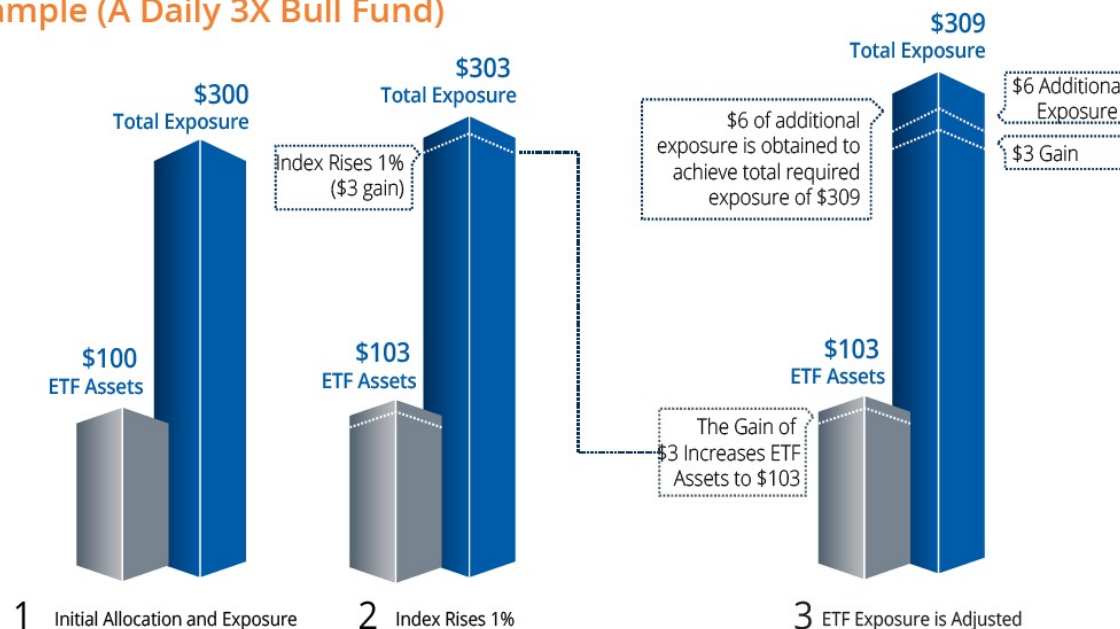 ample (A Daily 3X Bull Fund)
$300
Total Exposure
$100
ETF Assets
1 Initial Allocation and Exposure
$303
Total Exposure
Index Rises 1%
($3 gain)
$103
ETF Assets
2 Index Rises 1%
$309
Total Exposure
$6 of additional
exposure is obtained to
achieve total required
exposure of $309
$6 Additiona
Exposure
$3 Gain
$103
ETF Assets
The Gain of
$3 Increases ETF
Assets to $103
3 ETF Exposure is Adjusted